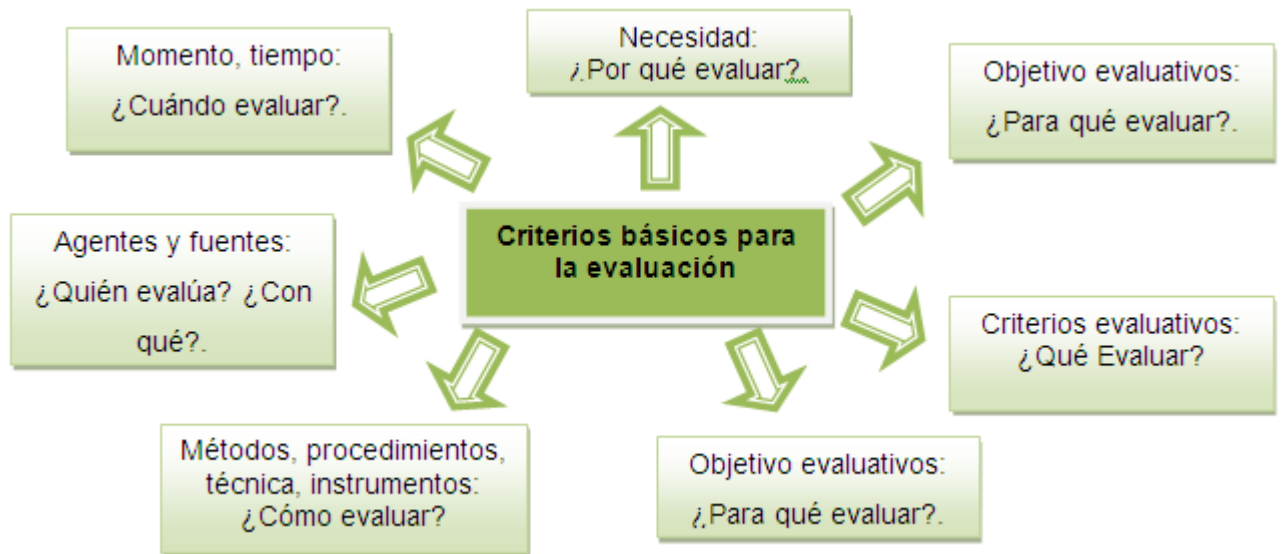 Momento, tiempo:
¿Cuándo evaluar?.
Necesidad:
¿Por qué evaluar?.
Objetivo evaluativos:
¿Para qué evaluar?.
Agentes y fuentes:
¿Quién evalúa? ¿Con
qué?.
Criterios básicos para
la evaluación
Criterios evaluativos:
¿Qué Evaluar?
Métodos, procedimientos,
técnica, instrumentos:
¿Cómo evaluar?
Objetivo evaluativos:
¿Para qué evaluar?.